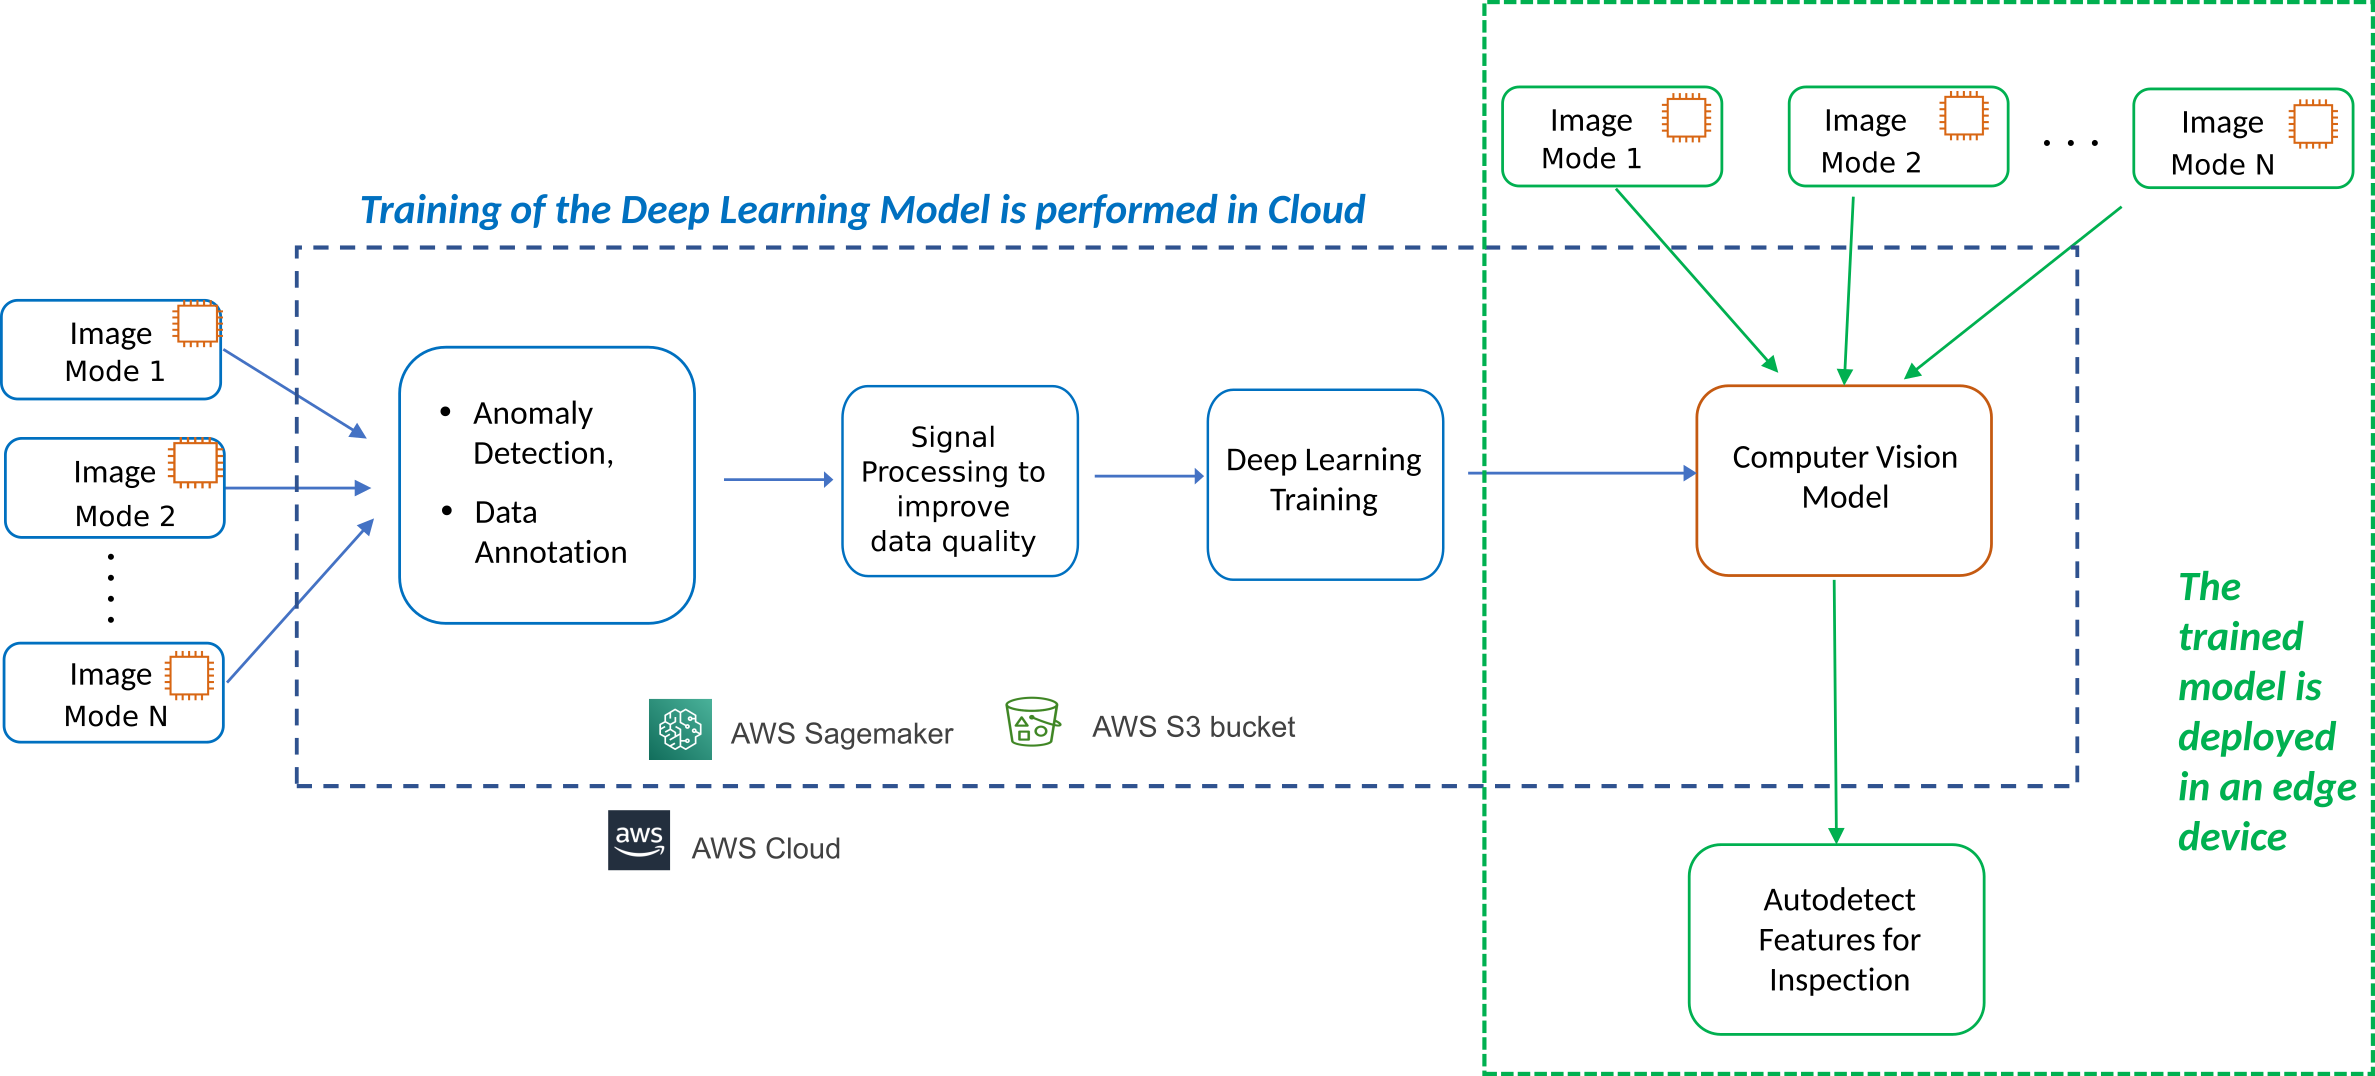 Image
Mode 1
Image
Mode 2
. . .
Image
Mode N
Training of the Deep Learning Model is performed in Cloud
Image
Mode 1
Image
Mode 2
Image
Mode N
• Anomaly
Detection,
• Data
Annotation
Signal
Processing to
improve
data quality
Deep Learning
Training
Computer Vision
Model
The
trained
model is
deployed
in an edge
device
AWS Sagemaker
AWS S3 bucket
aws
AWS Cloud
Autodetect
Features for
Inspection